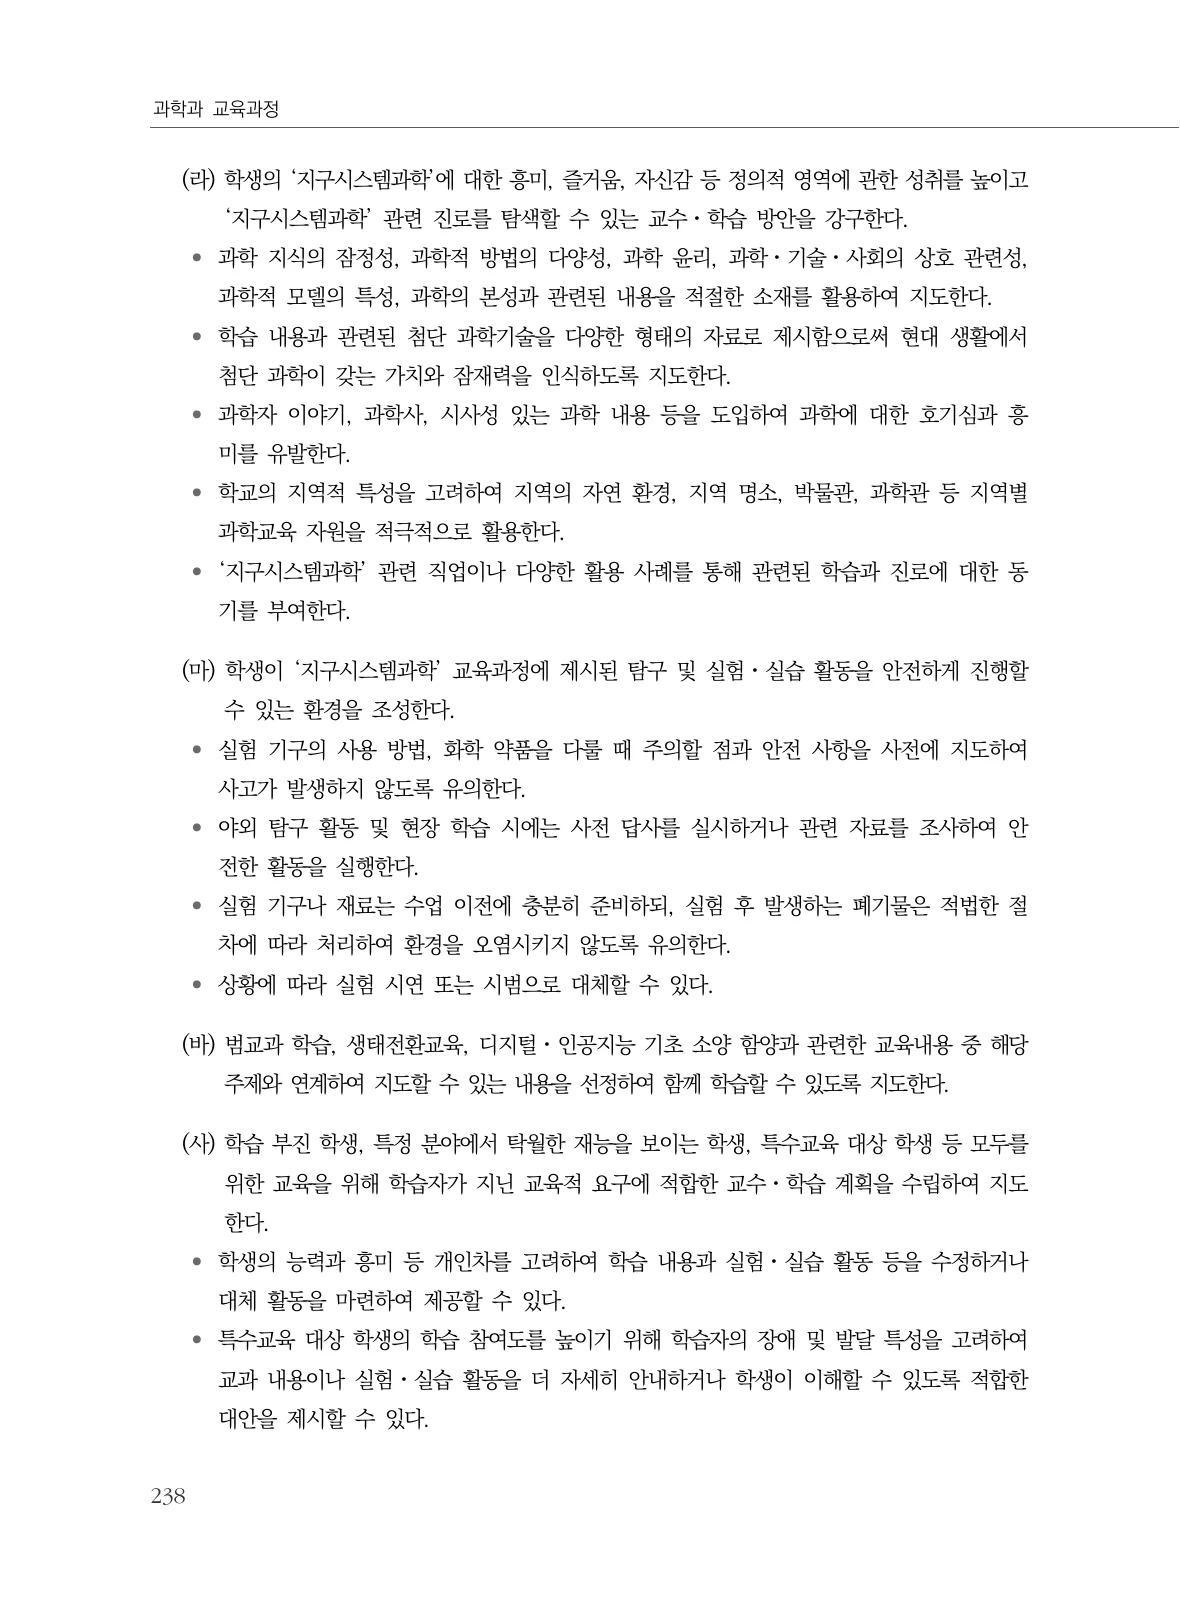 과학과 교육과정
(라) 학생의 ‘지구시스템과학’에 대한 흥미, 즐거움, 자신감 등 정의적 영역에 관한 성취를 높이고
‘지구시스템과학’ 관련 진로를 탐색할 수 있는 교수･학습 방안을 강구한다.
• 과학 지식의 잠정성, 과학적 방법의 다양성, 과학 윤리, 과학･기술･사회의 상호 관련성,
과학적 모델의 특성, 과학의 본성과 관련된 내용을 적절한 소재를 활용하여 지도한다.
• 학습 내용과 관련된 첨단 과학기술을 다양한 형태의 자료로 제시함으로써 현대 생활에서
첨단 과학이 갖는 가치와 잠재력을 인식하도록 지도한다.
• 과학자 이야기, 과학사, 시사성 있는 과학 내용 등을 도입하여 과학에 대한 호기심과 흥
미를 유발한다.
• 학교의 지역적 특성을 고려하여 지역의 자연 환경, 지역 명소, 박물관, 과학관 등 지역별
과학교육 자원을 적극적으로 활용한다.
• ‘지구시스템과학’ 관련 직업이나 다양한 활용 사례를 통해 관련된 학습과 진로에 대한 동
기를 부여한다.
(마) 학생이 ‘지구시스템과학’ 교육과정에 제시된 탐구 및 실험･실습 활동을 안전하게 진행할
수 있는 환경을 조성한다.
• 실험 기구의 사용 방법, 화학 약품을 다룰 때 주의할 점과 안전 사항을 사전에 지도하여
사고가 발생하지 않도록 유의한다.
• 야외 탐구 활동 및 현장 학습 시에는 사전 답사를 실시하거나 관련 자료를 조사하여 안
전한 활동을 실행한다.
• 실험 기구나 재료는 수업 이전에 충분히 준비하되, 실험 후 발생하는 폐기물은 적법한 절
차에 따라 처리하여 환경을 오염시키지 않도록 유의한다.
• 상황에 따라 실험 시연 또는 시범으로 대체할 수 있다.
(바) 범교과 학습, 생태전환교육, 디지털･인공지능 기초 소양 함양과 관련한 교육내용 중 해당
주제와 연계하여 지도할 수 있는 내용을 선정하여 함께 학습할 수 있도록 지도한다.
(사) 학습 부진 학생, 특정 분야에서 탁월한 재능을 보이는 학생, 특수교육 대상 학생 등 모두를
위한 교육을 위해 학습자가 지닌 교육적 요구에 적합한 교수･학습 계획을 수립하여 지도
한다.
• 학생의 능력과 흥미 등 개인차를 고려하여 학습 내용과 실험･실습 활동 등을 수정하거나
대체 활동을 마련하여 제공할 수 있다.
• 특수교육 대상 학생의 학습 참여도를 높이기 위해 학습자의 장애 및 발달 특성을 고려하여
교과 내용이나 실험･실습 활동을 더 자세히 안내하거나 학생이 이해할 수 있도록 적합한
대안을 제시할 수 있다.
238